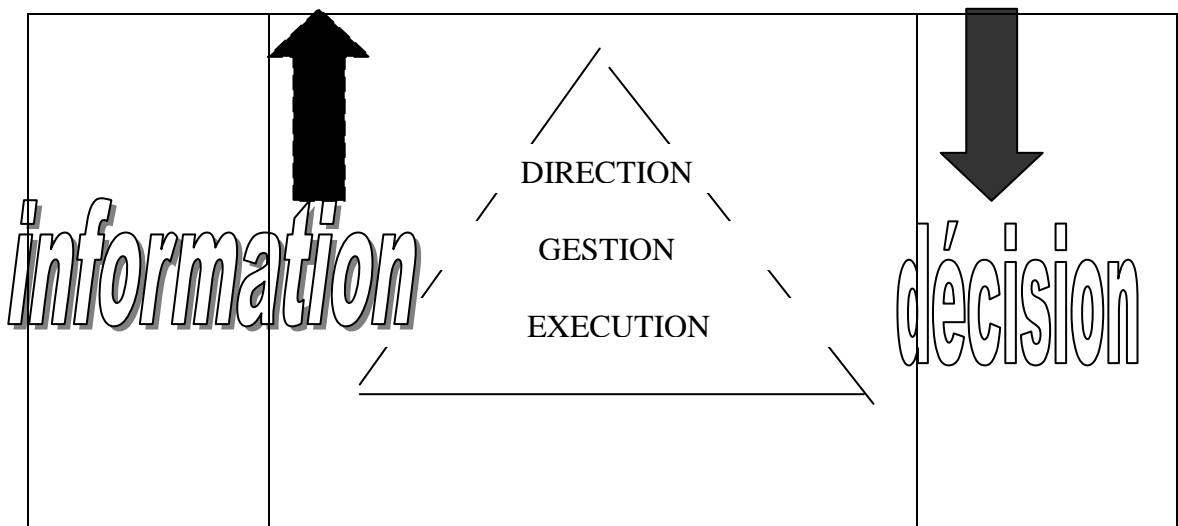 DIRECTION
information
GESTION
décision
EXECUTION